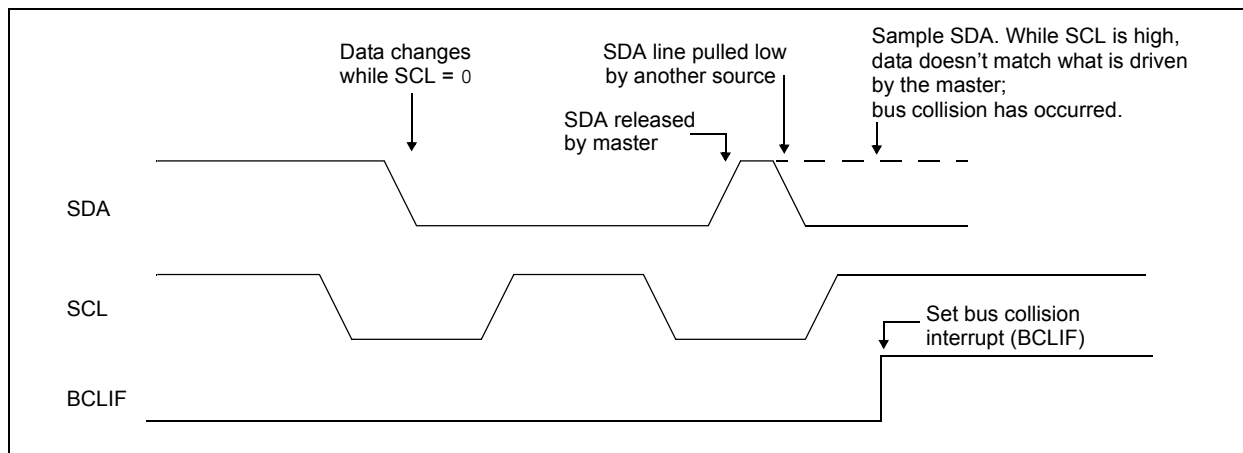 Data changes
while SCL = 0
SDA line pulled low
by another source
Sample SDA. While SCL is high,
data doesn't match what is driven
by the master;
bus collision has occurred.
SDA released
by master
SDA
SCL
Set bus collision
interrupt (BCLIF)
BCLIF